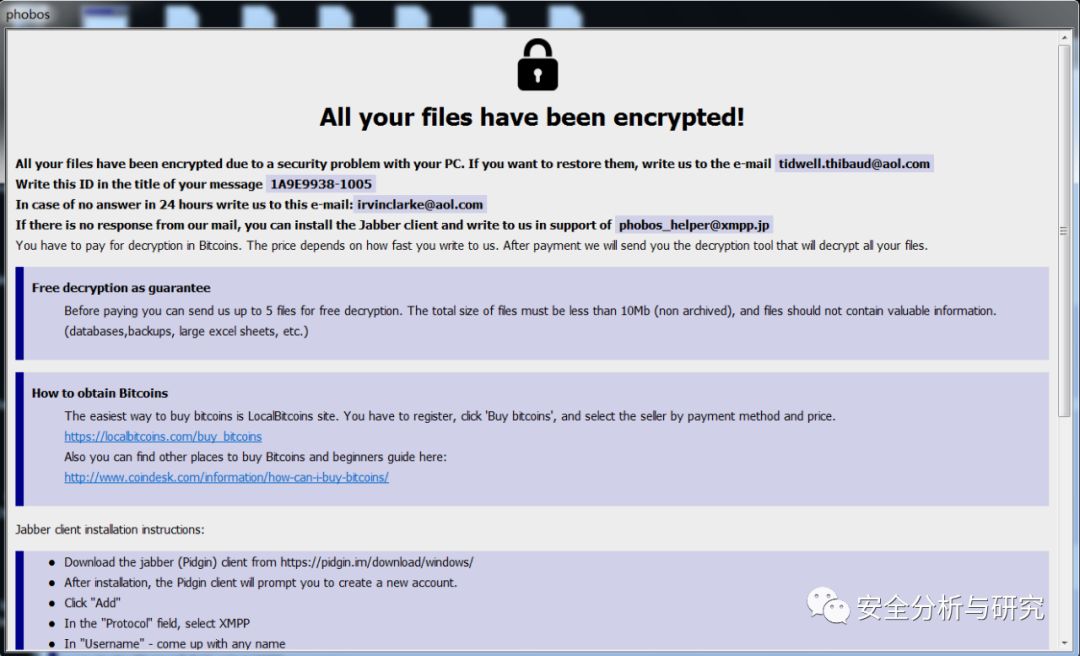 phobos
All your files have been encrypted!
All your files have been encrypted due to a security problem with your PC. If you want to restore them, write us to the e-mail tidwell.thibaud@aol.com
Write this ID in the title of your message 1A9E9938-1005
In case of no answer in 24 hours write us to this e-mail: irvinclarke@aol.com
If there is no response from our mail, you can install the Jabber client and write to us in support of phobos_helper@xmpp.jp
You have to pay for decryption in Bitcoins. The price depends on how fast you write to us. After payment we will send you the decryption tool that will decrypt all your files.
Free decryption as guarantee
Before paying you can send us up to 5 files for free decryption. The total size of files must be less than 10Mb (non archived), and files should not contain valuable information.
(databases,backups, large excel sheets, etc.)
How to obtain Bitcoins
The easiest way to buy bitcoins is LocalBitcoins site. You have to register, click 'Buy bitcoins', and select the seller by payment method and price.
https://localbitcoins.com/buy_bitcoins
Also you can find other places to buy Bitcoins and beginners guide here:
http://www.coindesk.com/information/how-can-i-buy-bitcoins/
Jabber client installation instructions:
• Download the jabber (Pidgin) client from https://pidgin.im/download/windows/
• After installation, the Pidgin client will prompt you to create a new account.
• Click "Add"
• In the "Protocol" field, select XMPP
• In "Username" - come up with any name
安全分析与研究